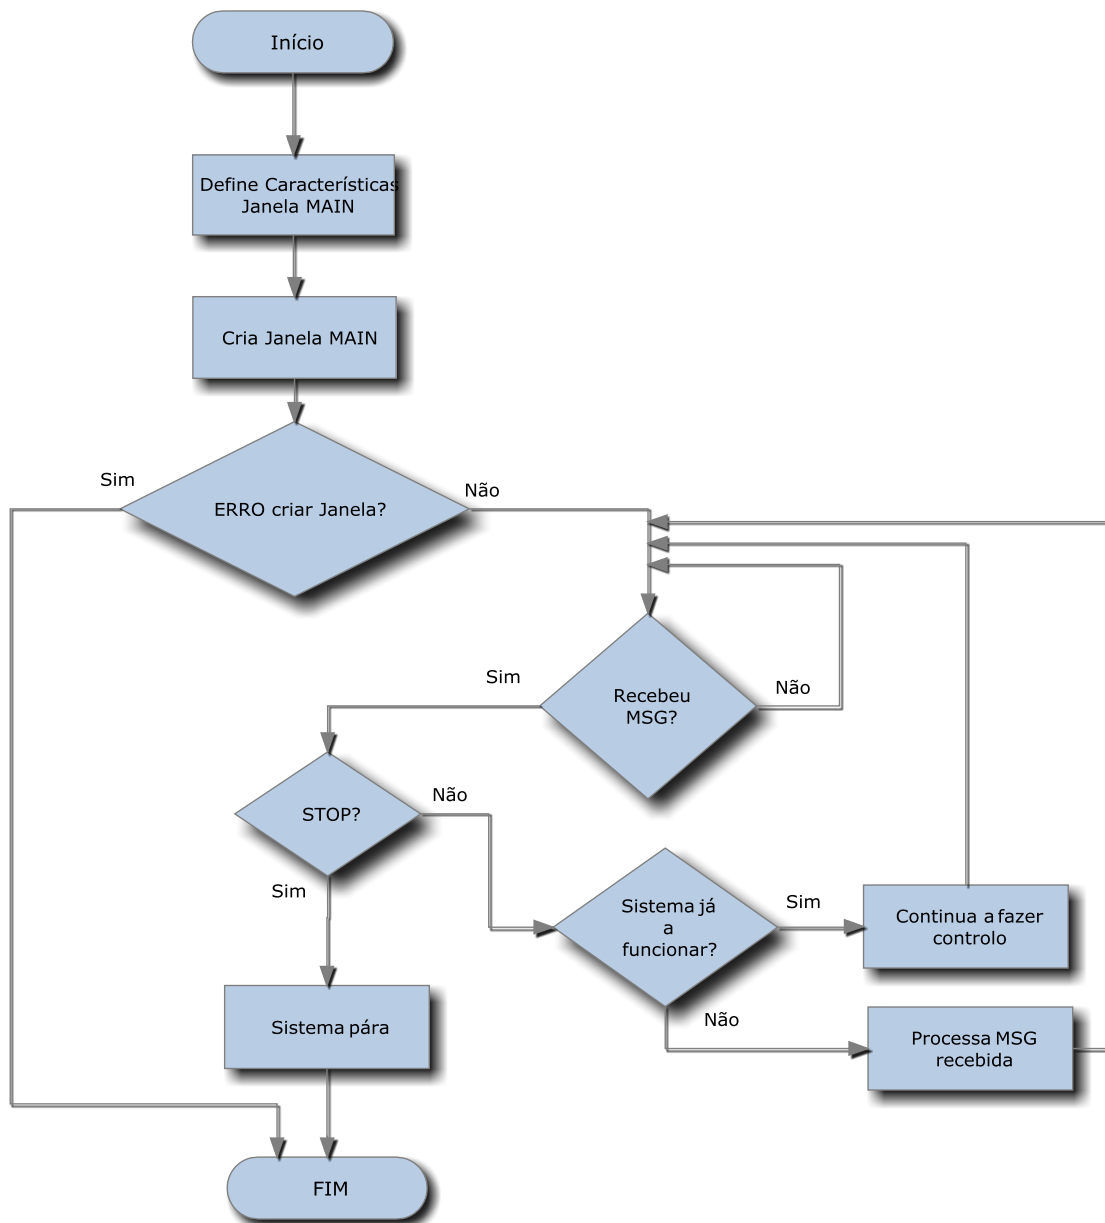 Início
Define Características
Janela MAIN
Cria Janela MAIN
ERRO criar Janela?
Sim
Não
Recebeu
MSG?
Sim
Não
STOP?
Não
Sim
Sistema já
a
funcionar?
Sim
Não
Continua a fazer
controlo
Processa MSG
recebida
Sistema pára
FIM